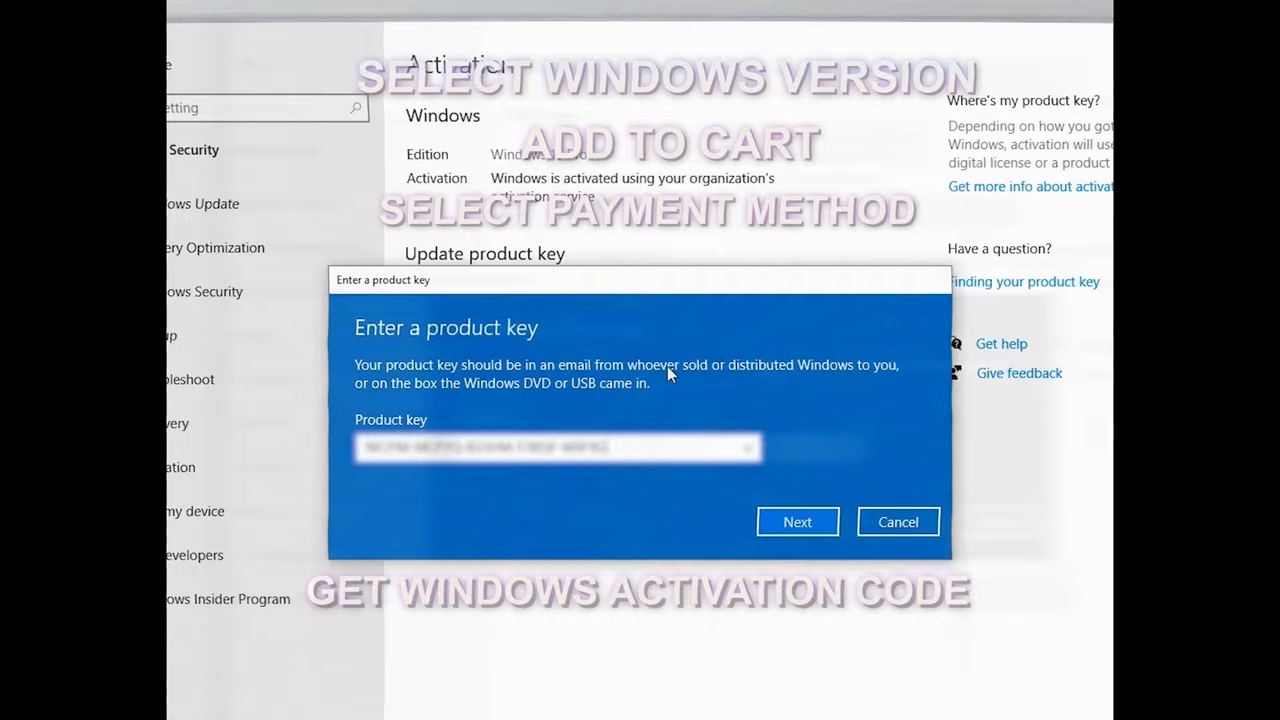 SELECT WINDOWS VERSION
Activation
Where's my product key?
etting
Windows
Depending on how you got
Windows, activation will use
digital license or a product
Security
ADD TO CART
Edition
Activation
Windows is activated using your organization's
activation service
Get more info about activat
ows Update
SELECT PAYMENT METHOD
ery Optimization
Update product key
Have a question?
Finding your product key
Enter a product key
ows Security
Enter a product key
up
Get help
Your product key should be in an email from whoever sold or distributed Windows to you,
or on the box the Windows DVD or USB came in.
Give feedback
bleshoot
Product key
very
ation
my device
Next
Cancel
evelopers
ows Insider Program
GET WINDOWS ACTIVATION CODE